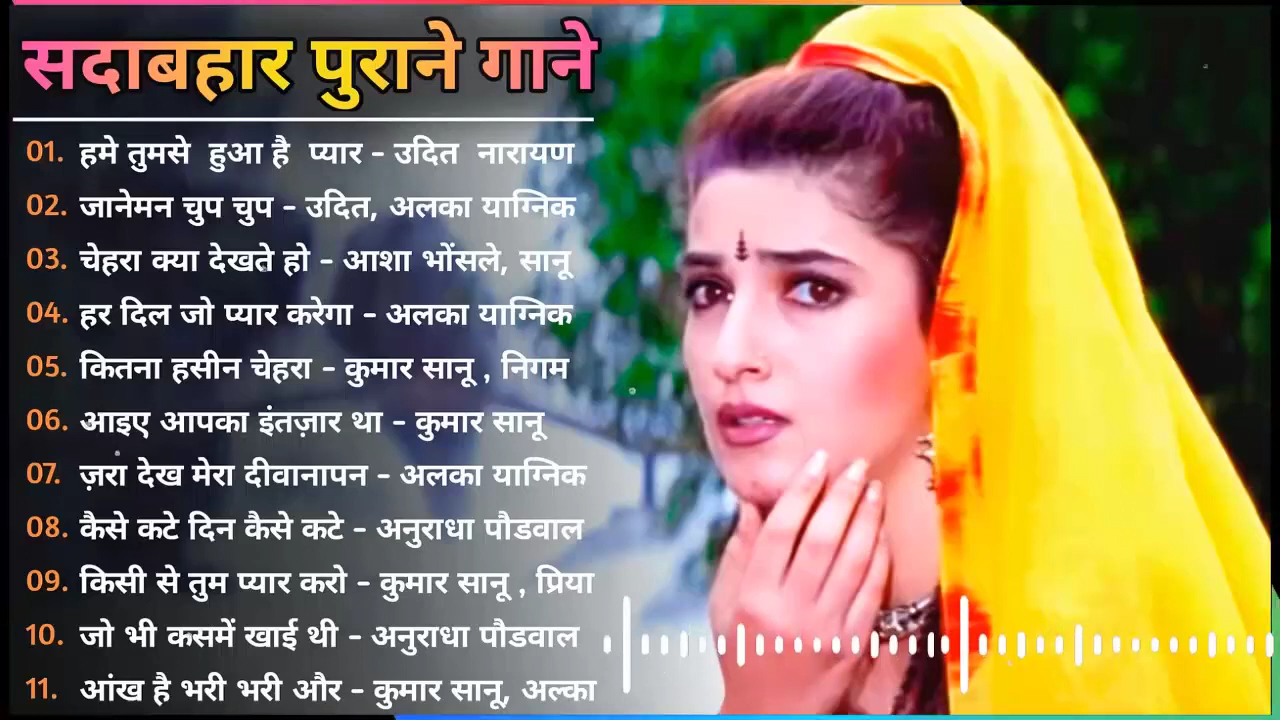 सदाबहार पुराने गाने
01. हमे तुमसे हुआ है प्यार - उदित नारायण
02. जानेमन चुप चुप - उदित, अलका याग्निक
03. चेहरा क्या देखते हो - आशा भोंसले, सानू
04. हर दिल जो प्यार करेगा - अलका याग्निक
05. कितना हसीन चेहरा - कुमार सानू , निगम
06. आइए आपका इंतज़ार था - कुमार सानू
07. ज़रा देख मेरा दीवानापन - अलका याग्निक
08. कैसे कटे दिन कैसे कटे - अनुराधा पौडवाल
09. किसी से तुम प्यार करो - कुमार सानू , प्रिया
10. जो भी कसमें खाई थी - अनुराधा पौडवाल
11. आंख है भरी भरी और - कुमार सानू, अल्का